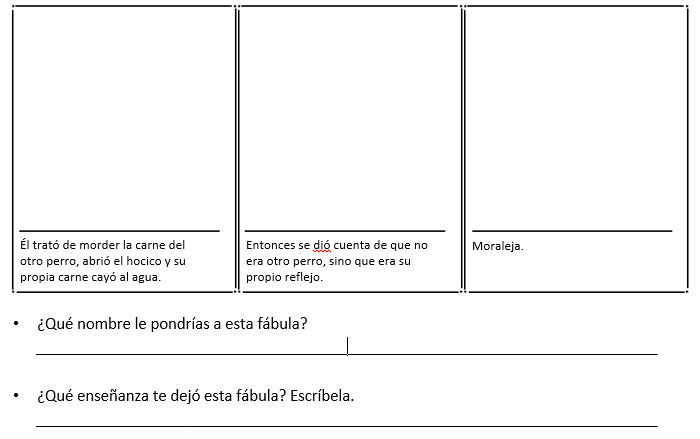 Él trató de morder la carne del
otro perro, abrió el hocico y su
propia carne cayó al agua.
Entonces se dió cuenta de que no
era otro perro, sino que era su
propio reflejo.
Moraleja.
• ¿Qué nombre le pondrías a esta fábula?
• ¿Qué enseñanza te dejó esta fábula? Escríbela.